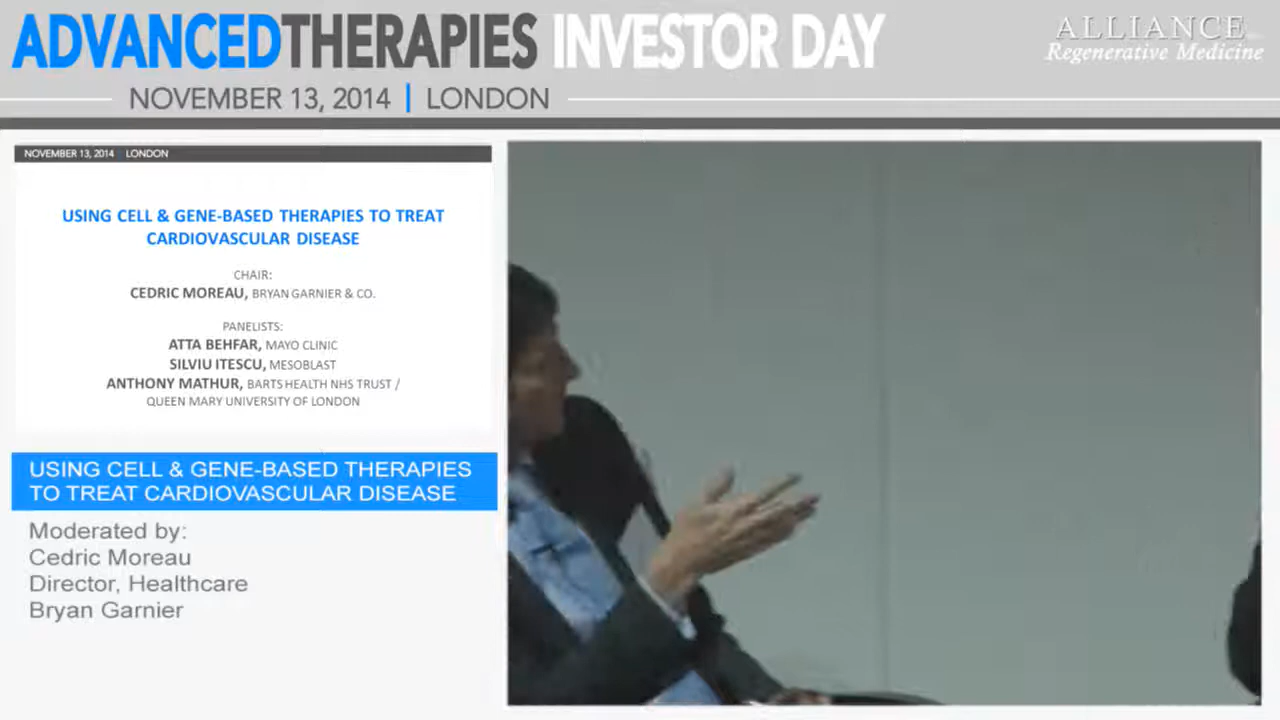 ADVANCEDTHERAPIES INVESTOR DAY
NOVEMBER 13, 2014 | LONDON
ALLIANCE
Regenerative Medicine
NOVEMBER 13, 2014 | LONDON
USING CELL & GENE-BASED THERAPIES TO TREAT
CARDIOVASCULAR DISEASE
CHAIR:
CEDRIC MOREAU, BRYAN GARNIER & CO.
PANELISTS:
ATTA BEHFAR, MAYO CLINIC
SILVIU ITESCU, MESOBLAST
ANTHONY MATHUR, BARTS HEALTH NHS TRUST /
QUEEN MARY UNIVERSITY OF LONDON
USING CELL & GENE-BASED THERAPIES
TO TREAT CARDIOVASCULAR DISEASE
Moderated by:
Cedric Moreau
Director, Healthcare
Bryan Garnier